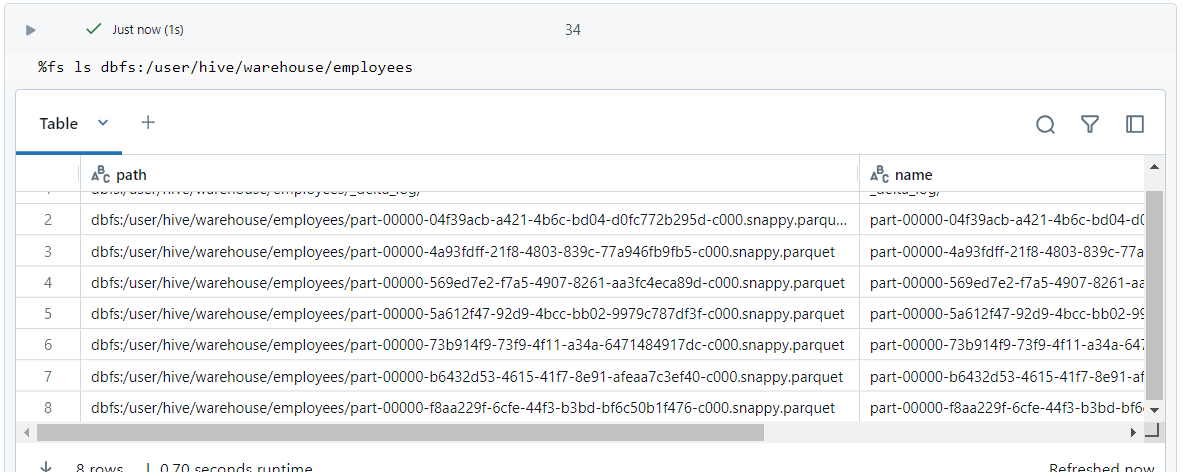 Just now (1s)
34
%fs ls dbfs:/user/hive/warehouse/employees
Table
path name
1 dbfs:/user/hive/warehouse/employees/_delta_log/ _delta_log/
2 dbfs:/user/hive/warehouse/employees/part-00000-04f39acb-a421-4b6c-bd04-d0fc772b295d-c000.snappy.parqu... part-00000-04f39acb-a421-4b6c-bd04-d0
3 dbfs:/user/hive/warehouse/employees/part-00000-4a93fdff-21f8-4803-839c-77a946fb9fb5-c000.snappy.parquet part-00000-4a93fdff-21f8-4803-839c-77a
4 dbfs:/user/hive/warehouse/employees/part-00000-569ed7e2-f7a5-4907-8261-aa3fc4eca89d-c000.snappy.parquet part-00000-569ed7e2-f7a5-4907-8261-aa
5 dbfs:/user/hive/warehouse/employees/part-00000-5a612f47-92d9-4bcc-bb02-9979c787df3f-c000.snappy.parquet part-00000-5a612f47-92d9-4bcc-bb02-99
6 dbfs:/user/hive/warehouse/employees/part-00000-73b914f9-73f9-4f11-a34a-6471484917dc-c000.snappy.parquet part-00000-73b914f9-73f9-4f11-a34a-647
7 dbfs:/user/hive/warehouse/employees/part-00000-b6432d53-4615-41f7-8e91-afeaa7c3ef40-c000.snappy.parquet part-00000-b6432d53-4615-41f7-8e91-af
8 dbfs:/user/hive/warehouse/employees/part-00000-f8aa229f-6cfe-44f3-b3bd-bf6c50b1f476-c000.snappy.parquet part-00000-f8aa229f-6cfe-44f3-b3bd-bf6
8 rows | 0.70 seconds runtime Refreshed now